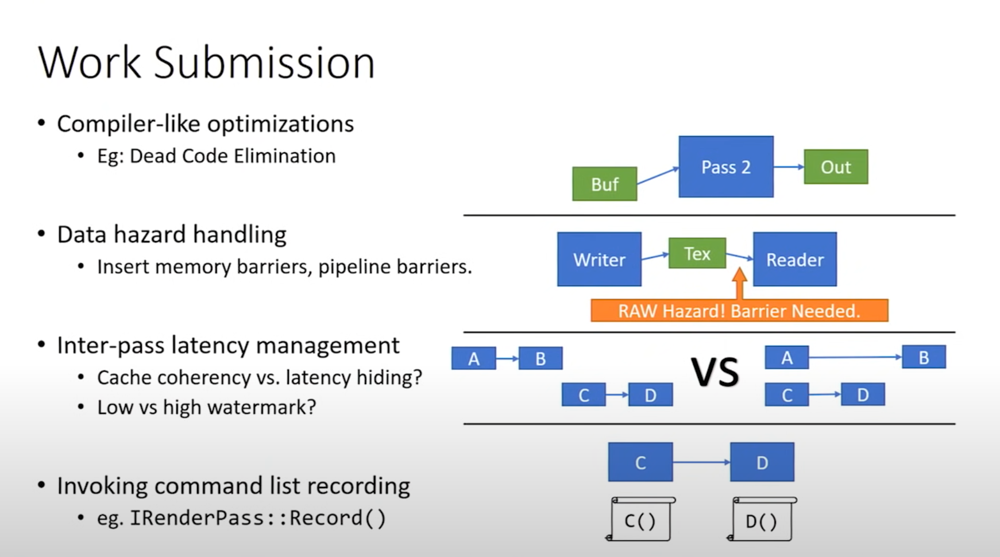 Work Submission
• Compiler-like optimizations
• Eg: Dead Code Elimination
Buf
Pass 2
Out
• Data hazard handling
• Insert memory barriers, pipeline barriers.
Writer
Tex
Reader
RAW Hazard! Barrier Needed.
• Inter-pass latency management
• Cache coherency vs. latency hiding?
• Low vs high watermark?
A
B
C
D
VS
A
B
C
D
• Invoking command list recording
• eg. IRenderPass::Record()
C
D
C()
D()